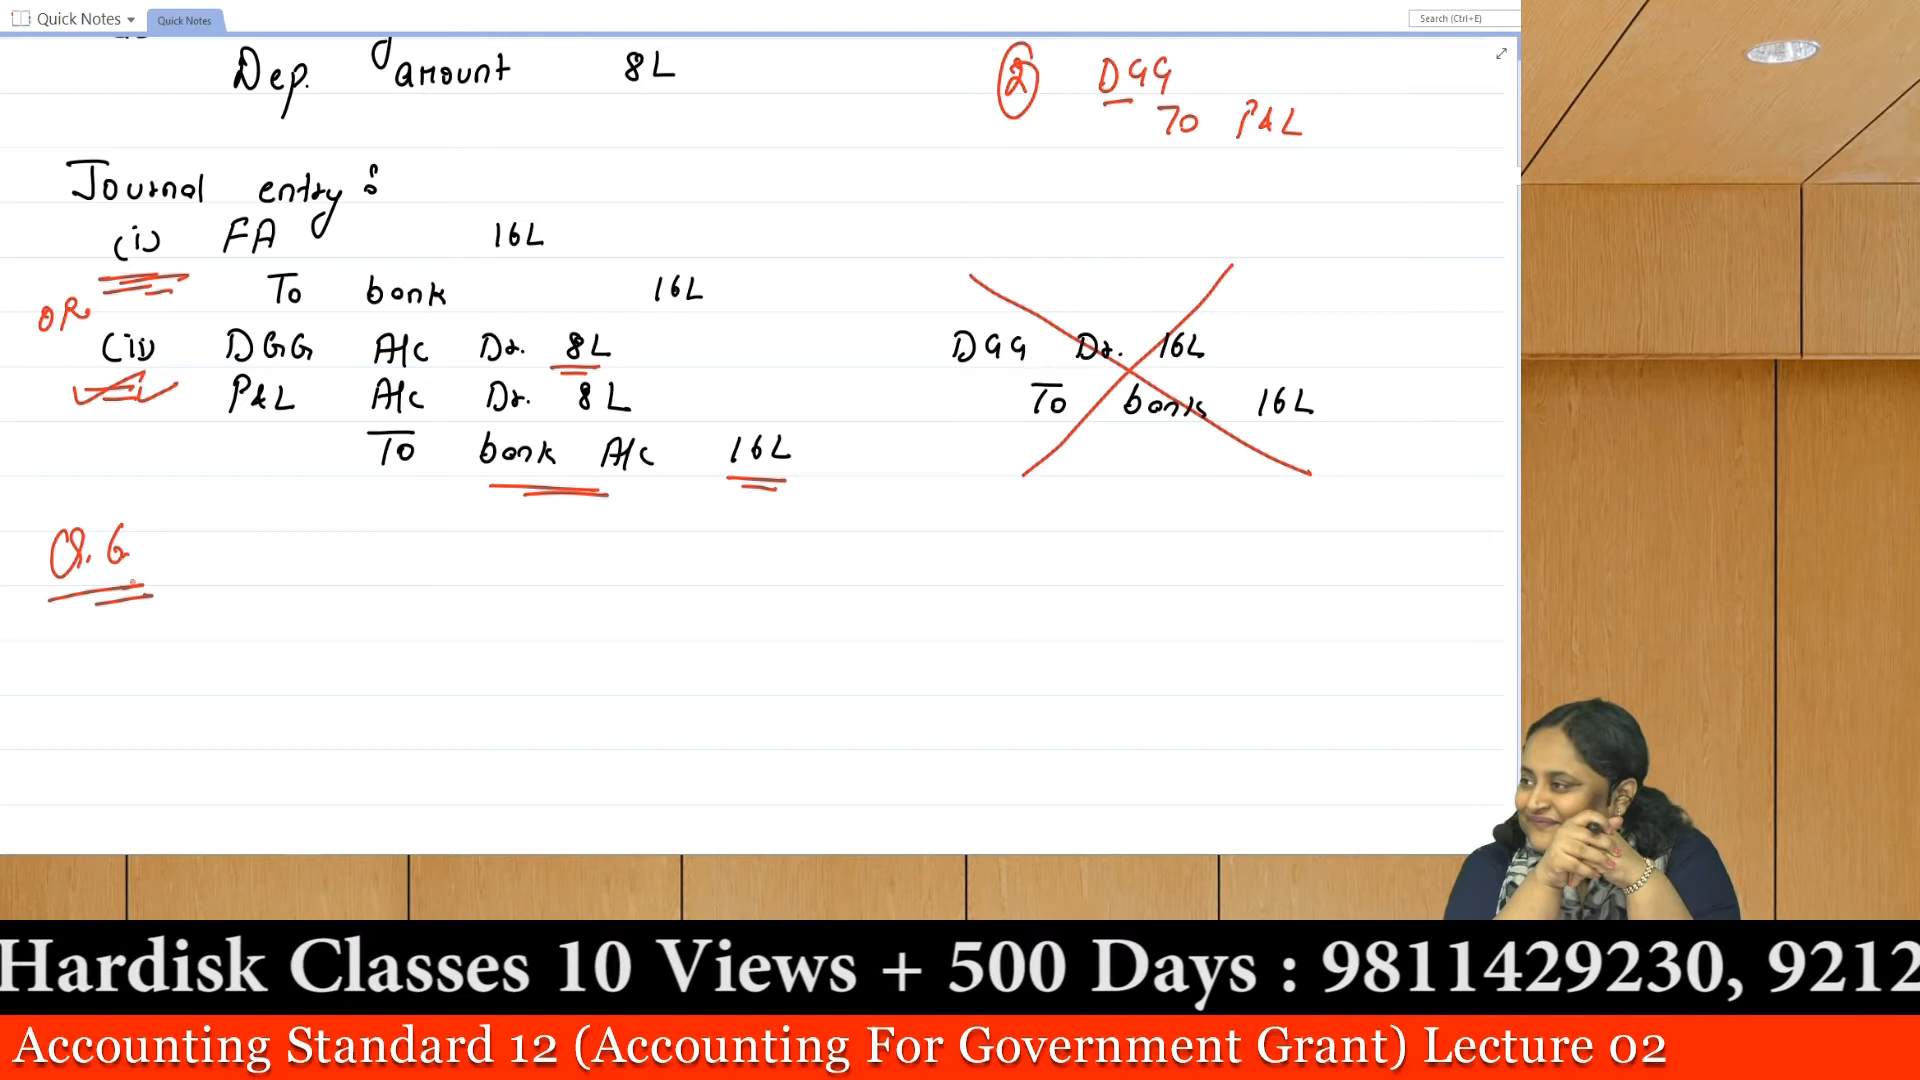 Quick Notes
Quick Notes
Search (Ctrl+E)
Dep. amount 8L
② DGG
To P&L
Journal entry :
(i) FA 16L
To bank 16L
OR
(ii) DGG A/c Dr. 8L
P&L A/c Dr. 8L
To bank A/c 16L
DGG Dr. 16L
To bank 16L
Q. 6
Hardisk Classes 10 Views + 500 Days : 9811429230, 9212
Accounting Standard 12 (Accounting For Government Grant) Lecture 02